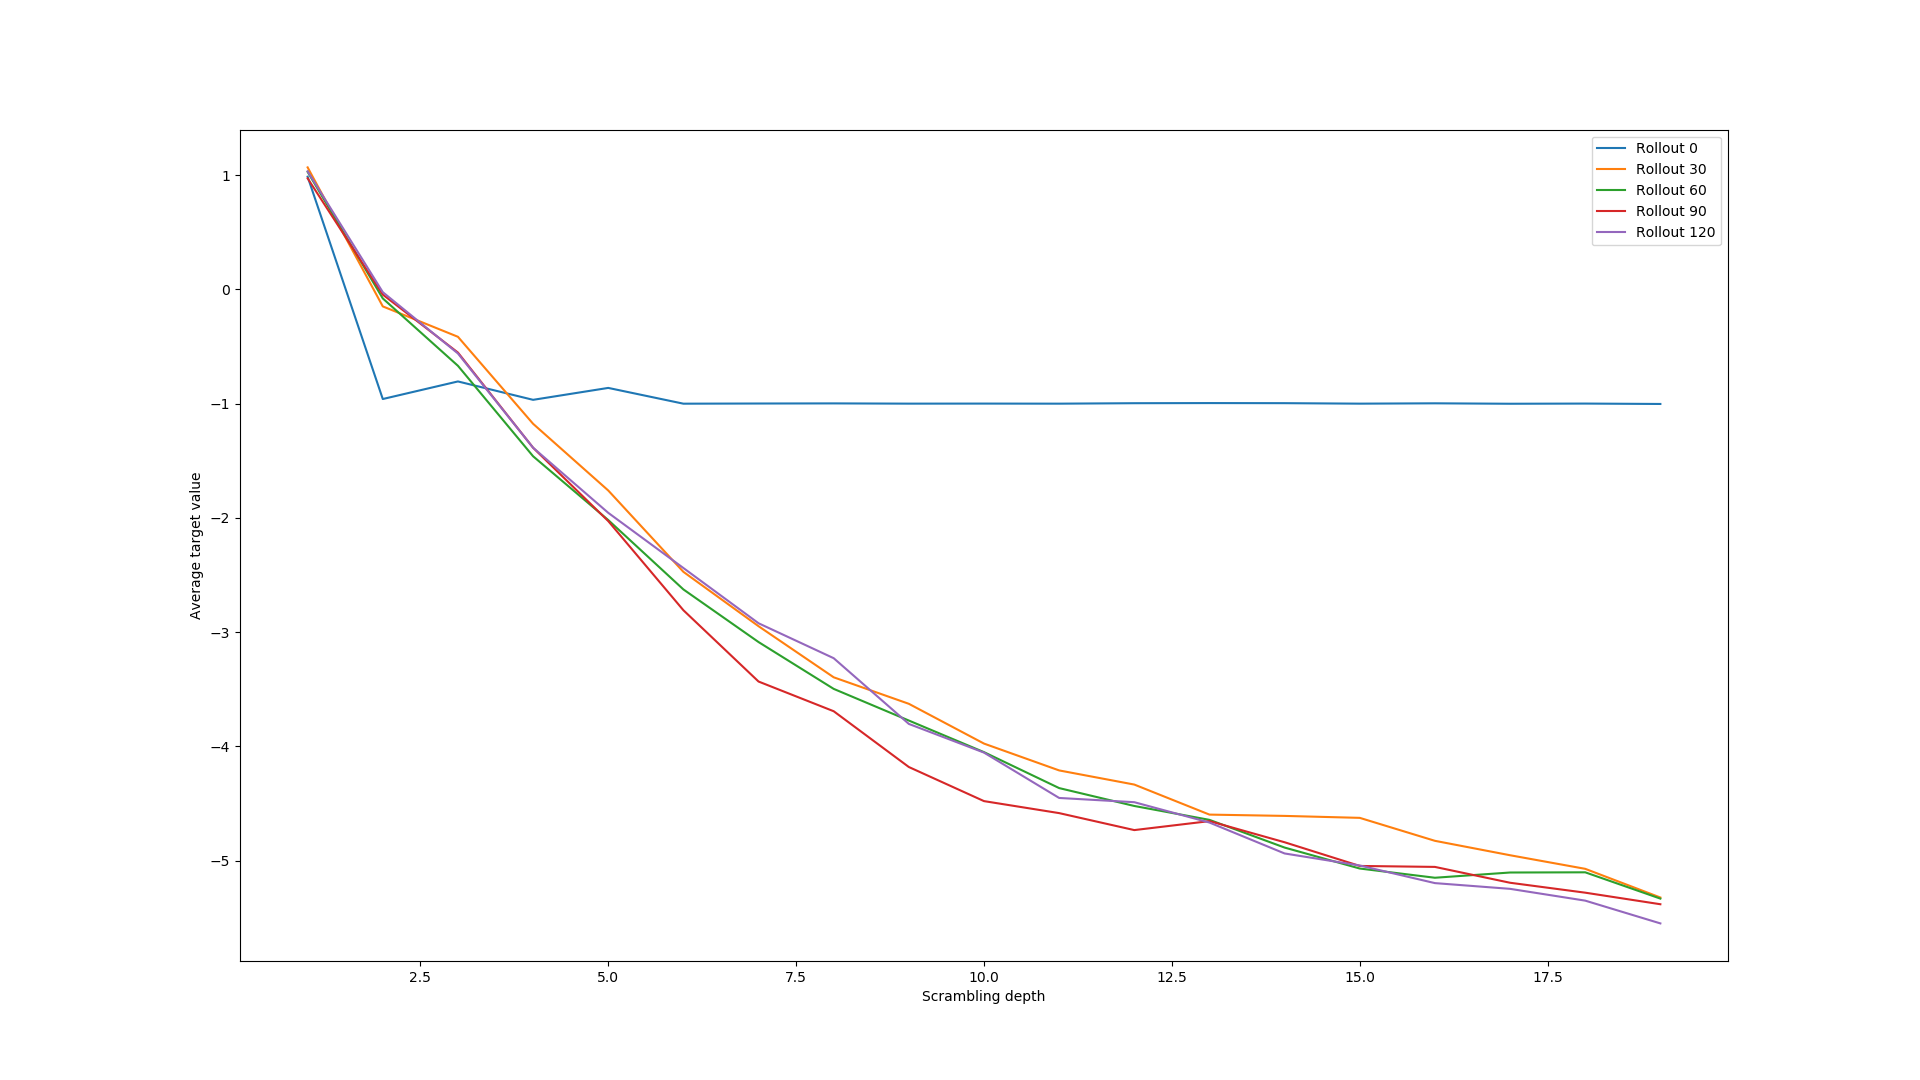 Rollout 0
Rollout 30
Rollout 60
Rollout 90
Rollout 120
1
0
−1
−2
−3
−4
−5
Average target value
2.5 5.0 7.5 10.0 12.5 15.0 17.5
Scrambling depth